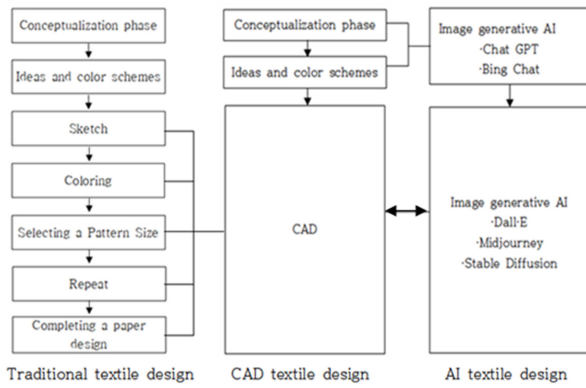 Conceptualization phase
Ideas and color schemes
Sketch
Coloring
Selecting a Pattern Size
Repeat
Completing a paper
design
Traditional textile design
Conceptualization phase
Ideas and color schemes
CAD
CAD textile design
Image generative AI
·Chat GPT
·Bing Chat
Image generative AI
·Dall·E
·Midjourney
·Stable Diffusion
AI textile design